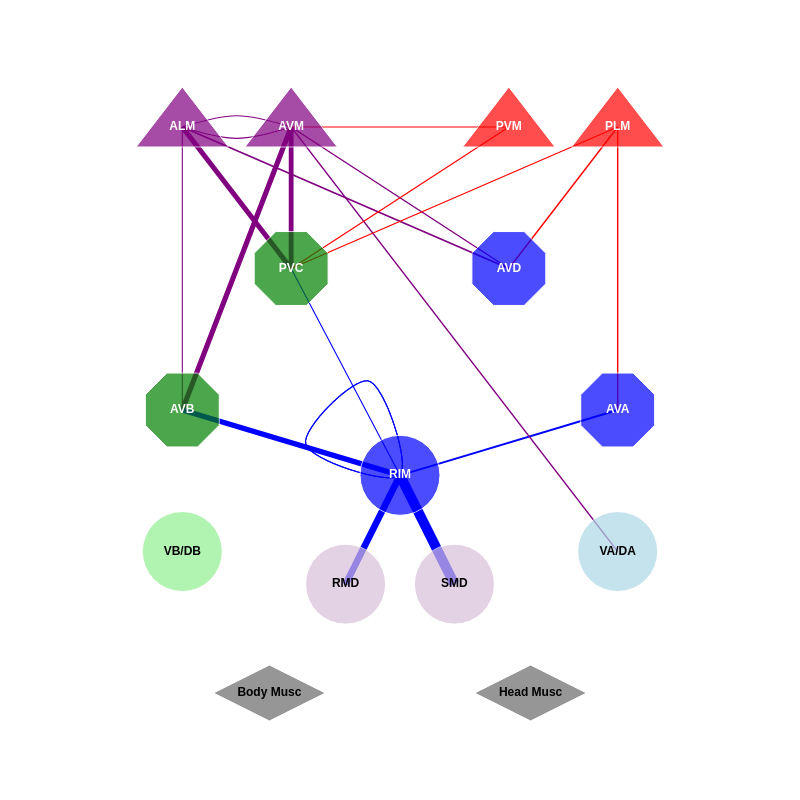 ALM
AVM
PVM
PLM
PVC
AVD
AVB
AVA
RIM
VB/DB
VA/DA
RMD
SMD
Body Musc
Head Musc